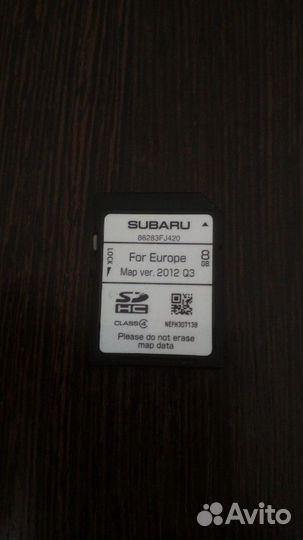 SUBARU
86283FJ420
LOCK
For Europe
8 GB
Map ver. 2012 Q3
SD HC
CLASS 4
NEFH30T13B
Please do not erase
map data
Avito